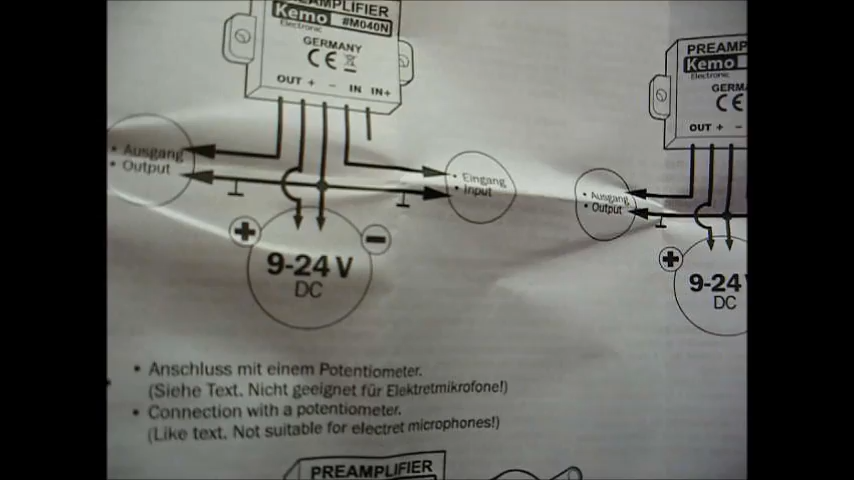 PREAMPLIFIER
Kemo #M040N
Electronic
GERMANY
CE
OUT + − IN IN+
• Ausgang
• Output
• Eingang
• Input
+ −
9-24 V
DC
PREAMP
Kemo
Electronic
GERMA
CE
OUT + −
• Ausgang
• Output
+
9-24 V
DC
• Anschluss mit einem Potentiometer.
(Siehe Text. Nicht geeignet für Elektretmikrofone!)
• Connection with a potentiometer.
(Like text. Not suitable for electret microphones!)
PREAMPLIFIER